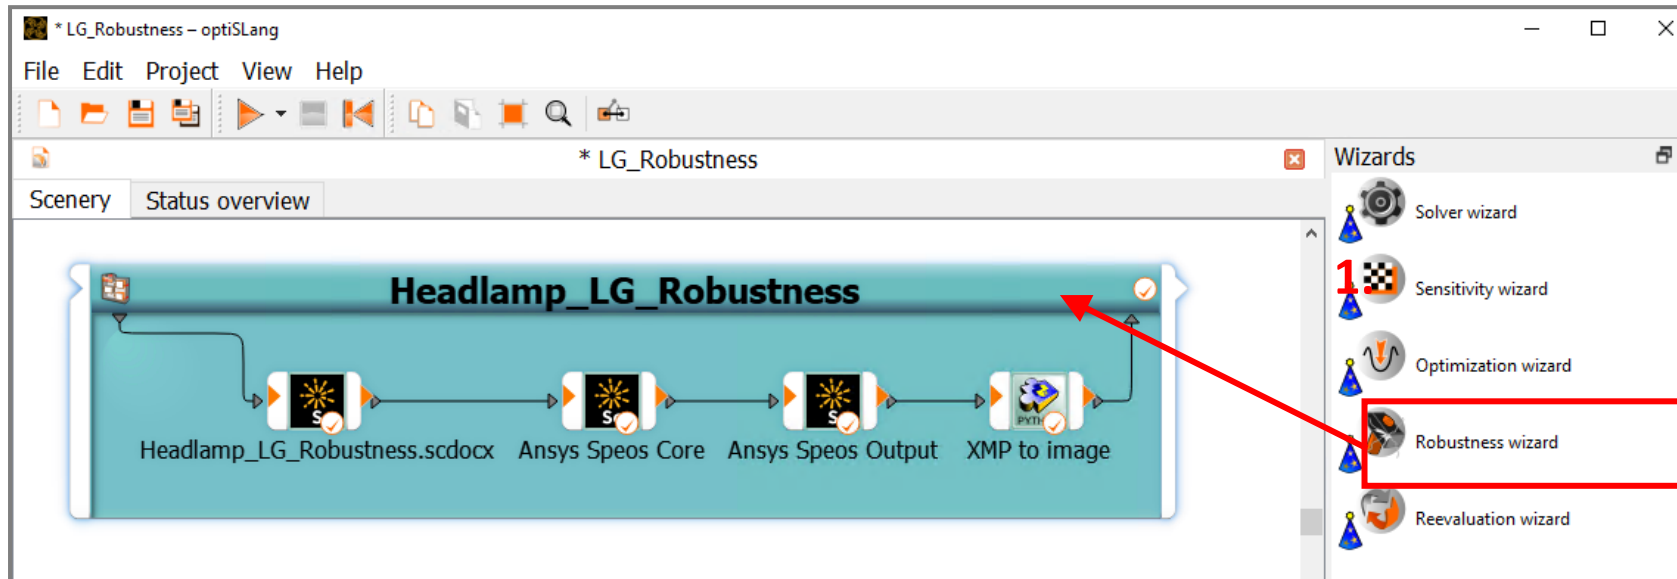 * LG_Robustness – optiSLang
File Edit Project View Help
* LG_Robustness
Wizards
Scenery Status overview
Solver wizard
1.
Sensitivity wizard
Headlamp_LG_Robustness
Optimization wizard
Robustness wizard
Headlamp_LG_Robustness.scdocx Ansys Speos Core Ansys Speos Output XMP to image
Reevaluation wizard